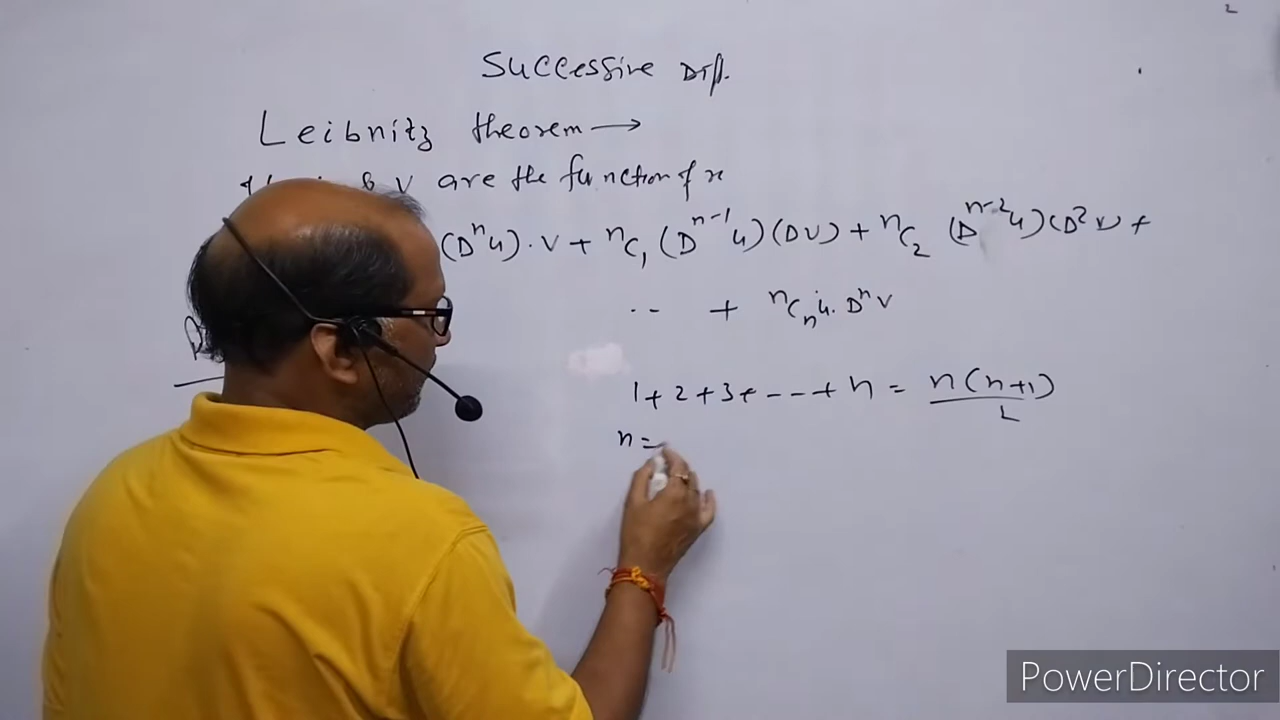 Successive Diff.
Leibnitz theorem →
& V are the function of x
(Dⁿu)·V + ⁿC₁ (Dⁿ⁻¹u)(DV) + ⁿC₂ (Dⁿ⁻²u)(D²V) +
-- + ⁿCₙ u. DⁿV
1+2+3+---+n = n(n+1)/2
n =
PowerDirector